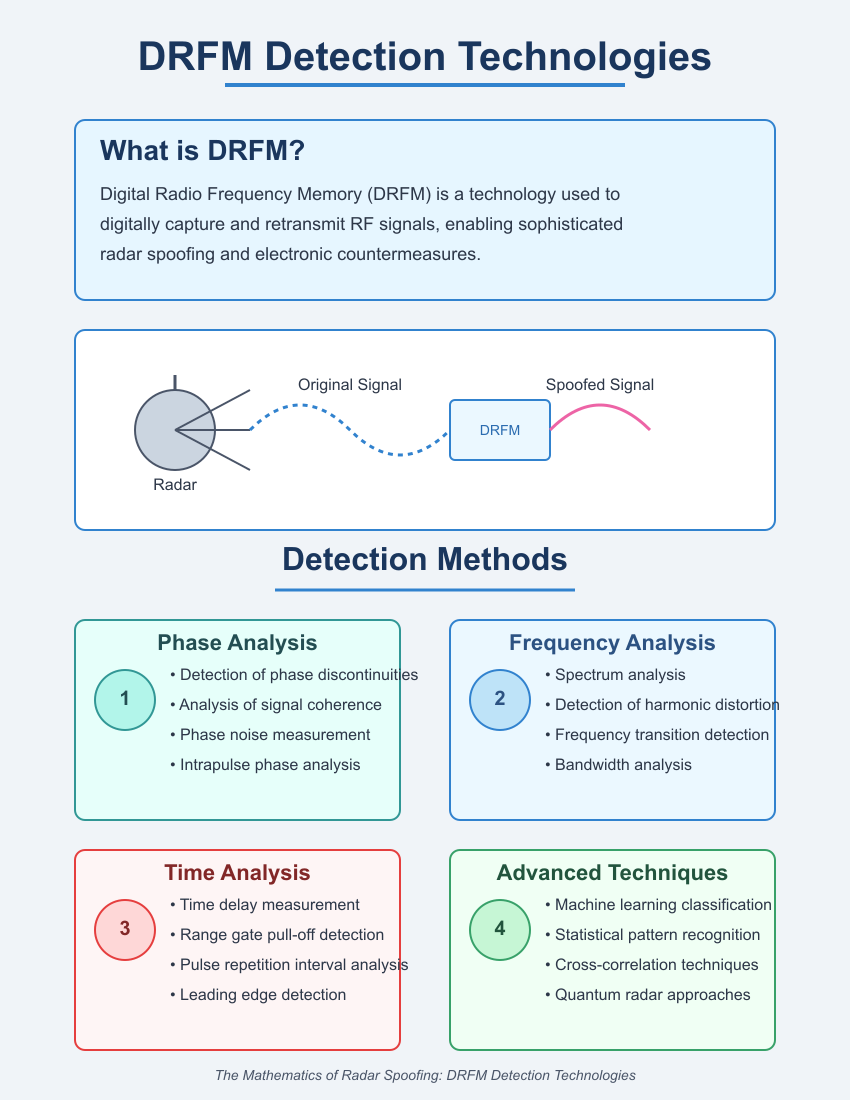 DRFM Detection Technologies
What is DRFM?
Digital Radio Frequency Memory (DRFM) is a technology used to
digitally capture and retransmit RF signals, enabling sophisticated
radar spoofing and electronic countermeasures.
Original Signal
Spoofed Signal
DRFM
Radar
Detection Methods
Phase Analysis
1
• Detection of phase discontinuities
• Analysis of signal coherence
• Phase noise measurement
• Intrapulse phase analysis
Frequency Analysis
2
• Spectrum analysis
• Detection of harmonic distortion
• Frequency transition detection
• Bandwidth analysis
Time Analysis
3
• Time delay measurement
• Range gate pull-off detection
• Pulse repetition interval analysis
• Leading edge detection
Advanced Techniques
4
• Machine learning classification
• Statistical pattern recognition
• Cross-correlation techniques
• Quantum radar approaches
The Mathematics of Radar Spoofing: DRFM Detection Technologies